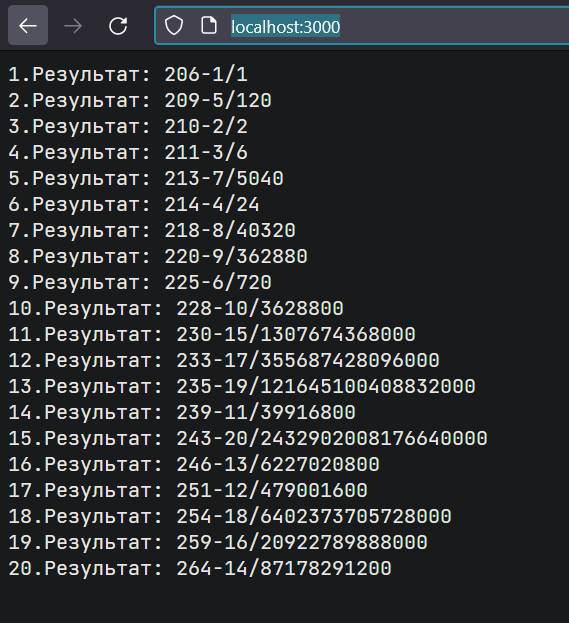 localhost:3000
1.Результат: 206-1/1
2.Результат: 209-5/120
3.Результат: 210-2/2
4.Результат: 211-3/6
5.Результат: 213-7/5040
6.Результат: 214-4/24
7.Результат: 218-8/40320
8.Результат: 220-9/362880
9.Результат: 225-6/720
10.Результат: 228-10/3628800
11.Результат: 230-15/1307674368000
12.Результат: 233-17/355687428096000
13.Результат: 235-19/121645100408832000
14.Результат: 239-11/39916800
15.Результат: 243-20/2432902008176640000
16.Результат: 246-13/6227020800
17.Результат: 251-12/479001600
18.Результат: 254-18/6402373705728000
19.Результат: 259-16/20922789888000
20.Результат: 264-14/87178291200